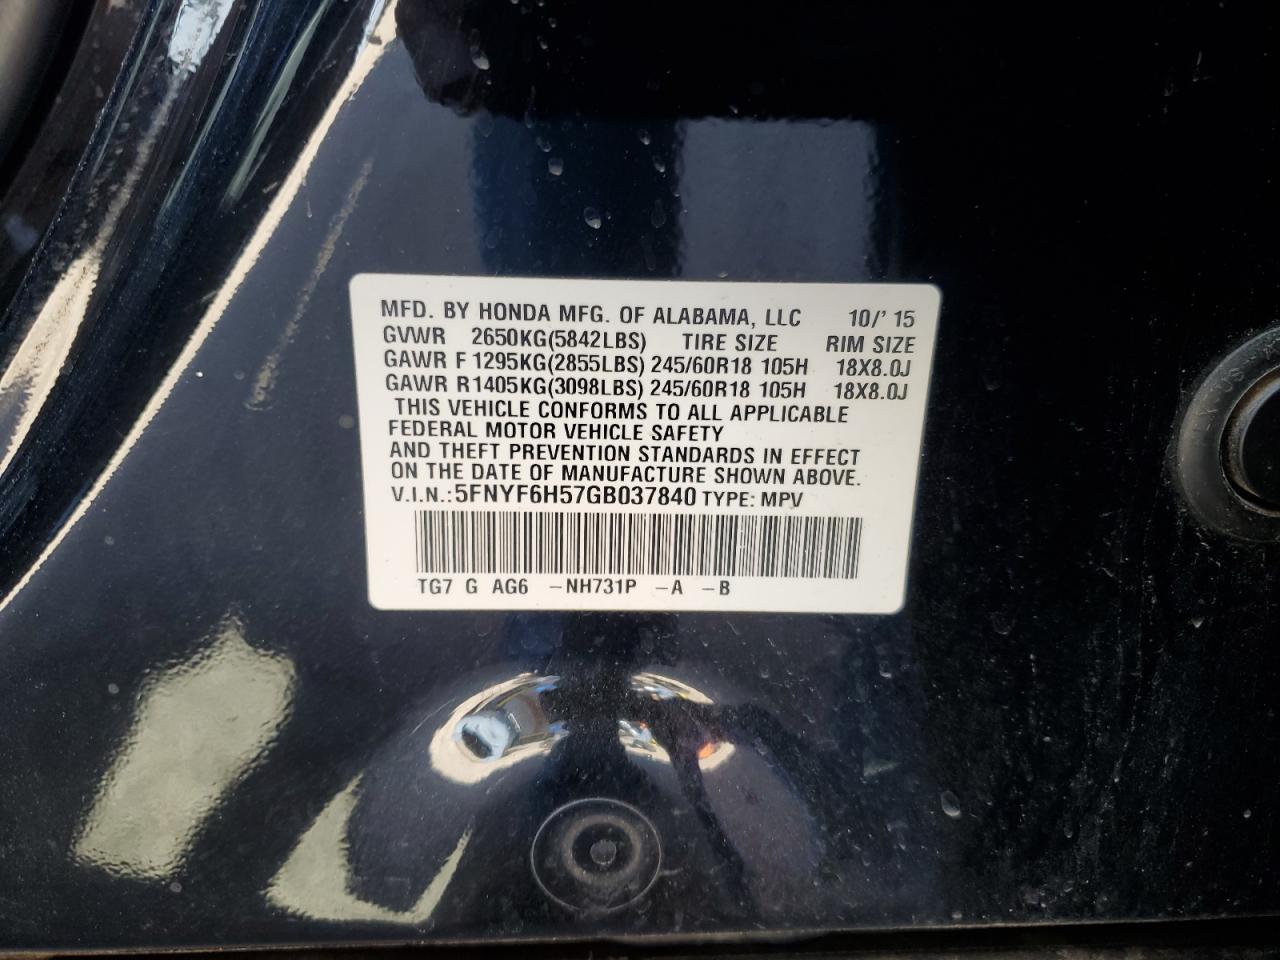 MFD. BY HONDA MFG. OF ALABAMA, LLC 10/' 15
GVWR 2650KG(5842LBS) TIRE SIZE RIM SIZE
GAWR F 1295KG(2855LBS) 245/60R18 105H 18X8.0J
GAWR R1405KG(3098LBS) 245/60R18 105H 18X8.0J
THIS VEHICLE CONFORMS TO ALL APPLICABLE
FEDERAL MOTOR VEHICLE SAFETY
AND THEFT PREVENTION STANDARDS IN EFFECT
ON THE DATE OF MANUFACTURE SHOWN ABOVE.
V.I.N.:5FNYF6H57GB037840 TYPE: MPV
TG7 G AG6 -NH731P -A -B